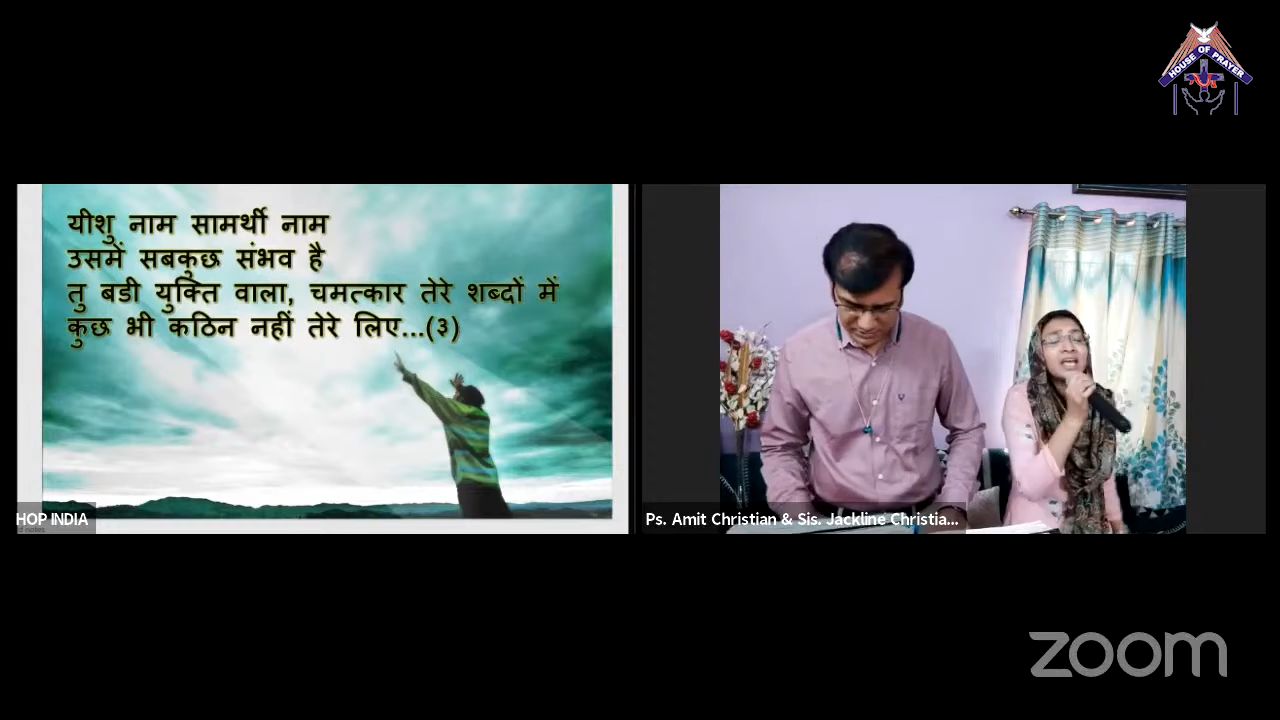 HOUSE OF PRAYER
यीशु नाम सामर्थी नाम
उसमें सबकुछ संभव है
तु बडी युक्ति वाला, चमत्कार तेरे शब्दों में
कुछ भी कठिन नहीं तेरे लिए...(३)
HOP INDIA
Ps. Amit Christian & Sis. Jackline Christia...
zoom